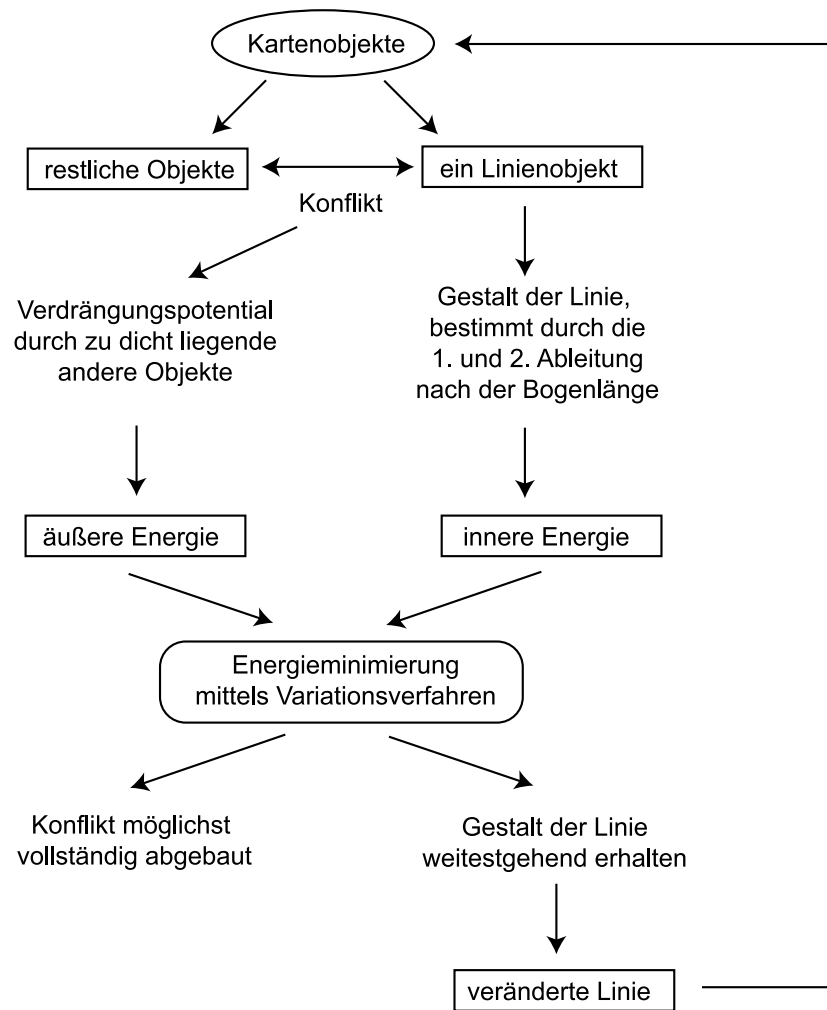 Kartenobjekte
restliche Objekte
ein Linienobjekt
Konflikt
Verdrängungspotential
durch zu dicht liegende
andere Objekte
Gestalt der Linie,
bestimmt durch die
1. und 2. Ableitung
nach der Bogenlänge
äußere Energie
innere Energie
Energieminimierung
mittels Variationsverfahren
Konflikt möglichst
vollständig abgebaut
Gestalt der Linie
weitestgehend erhalten
veränderte Linie